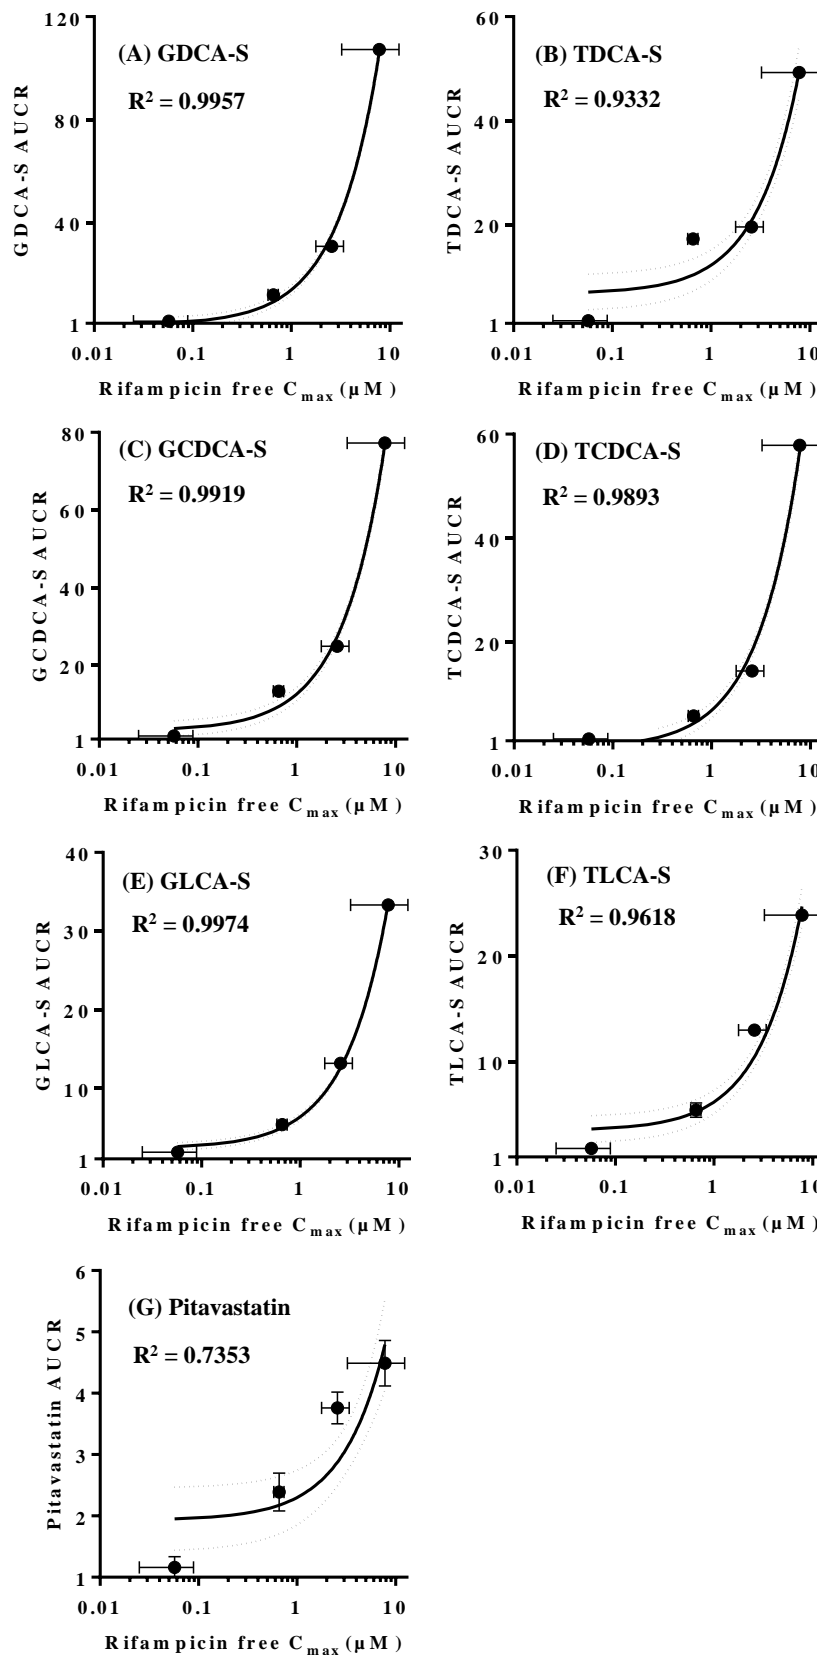 (A) GDCA-S
R² = 0.9957
GDCA-S AUCR
120
80
40
1
0.01 0.1 1 10
Rifampicin free Cmax (µM)
(B) TDCA-S
R² = 0.9332
TDCA-S AUCR
60
40
20
1
0.01 0.1 1 10
Rifampicin free Cmax (µM)
(C) GCDCA-S
R² = 0.9919
GCDCA-S AUCR
80
60
40
20
1
0.01 0.1 1 10
Rifampicin free Cmax (µM)
(D) TCDCA-S
R² = 0.9893
TCDCA-S AUCR
60
40
20
1
0.01 0.1 1 10
Rifampicin free Cmax (µM)
(E) GLCA-S
R² = 0.9974
GLCA-S AUCR
40
30
20
10
1
0.01 0.1 1 10
Rifampicin free Cmax (µM)
(F) TLCA-S
R² = 0.9618
TLCA-S AUCR
30
20
10
1
0.01 0.1 1 10
Rifampicin free Cmax (µM)
(G) Pitavastatin
R² = 0.7353
Pitavastatin AUCR
6
5
4
3
2
1
0.01 0.1 1 10
Rifampicin free Cmax (µM)